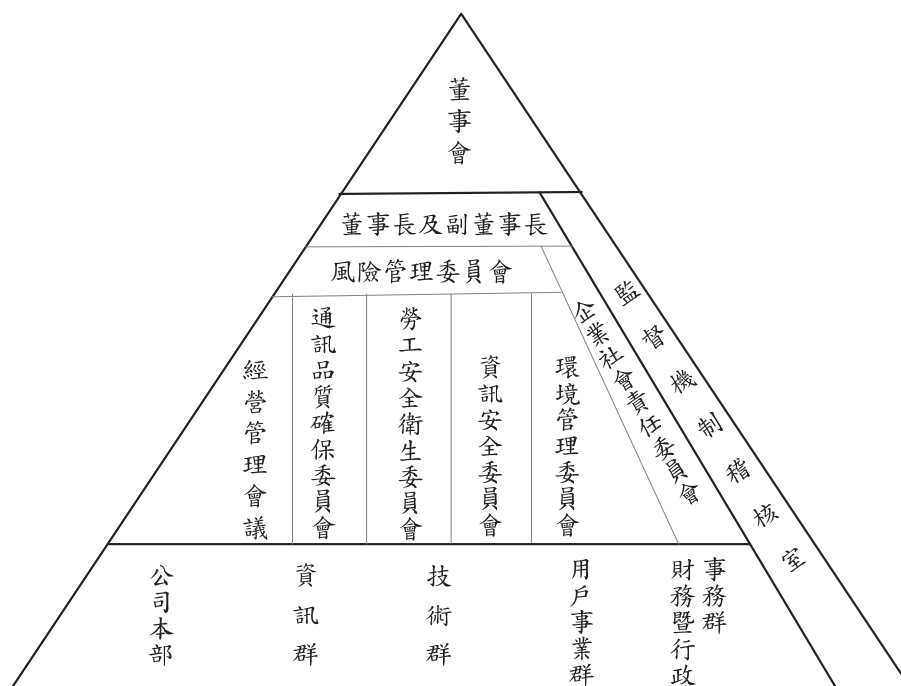 董事會
董事長及副董事長
風險管理委員會
經營管理會議
通訊品質確保委員會
勞工安全衛生委員會
資訊安全委員會
環境管理委員會
企業社會責任委員會
監督機制稽核室
公司本部
資訊群
技術群
用戶事業群
財務暨行政
事務群